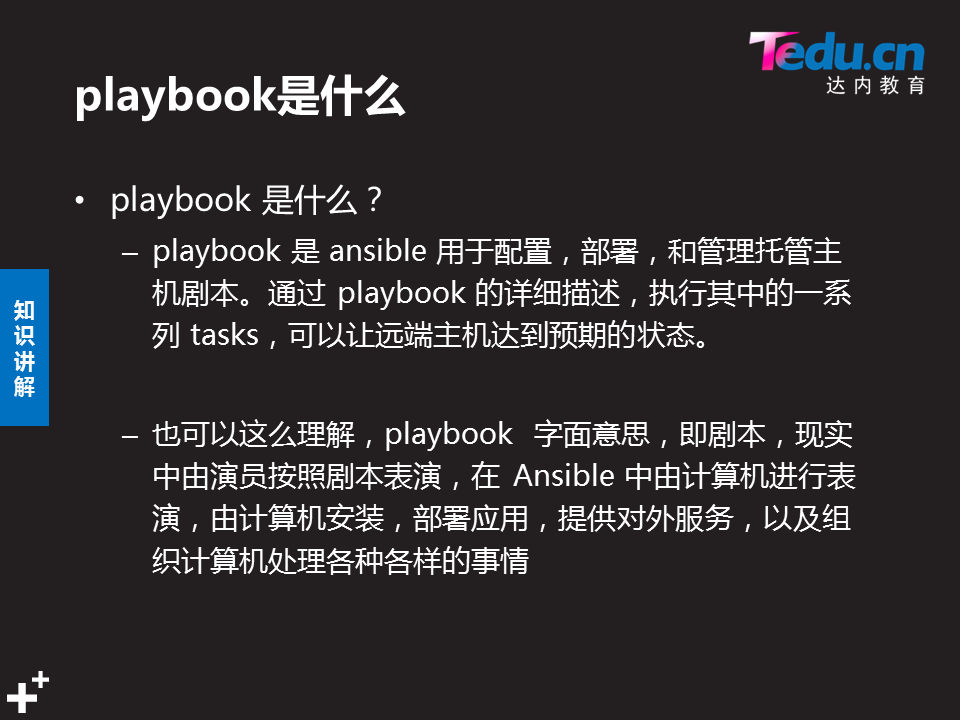 Tedu.cn
达内教育
playbook是什么
• playbook 是什么？
– playbook 是 ansible 用于配置，部署，和管理托管主
机剧本。通过 playbook 的详细描述，执行其中的一系
列 tasks，可以让远端主机达到预期的状态。
知识讲解
– 也可以这么理解，playbook 字面意思，即剧本，现实
中由演员按照剧本表演，在 Ansible 中由计算机进行表
演，由计算机安装，部署应用，提供对外服务，以及组
织计算机处理各种各样的事情